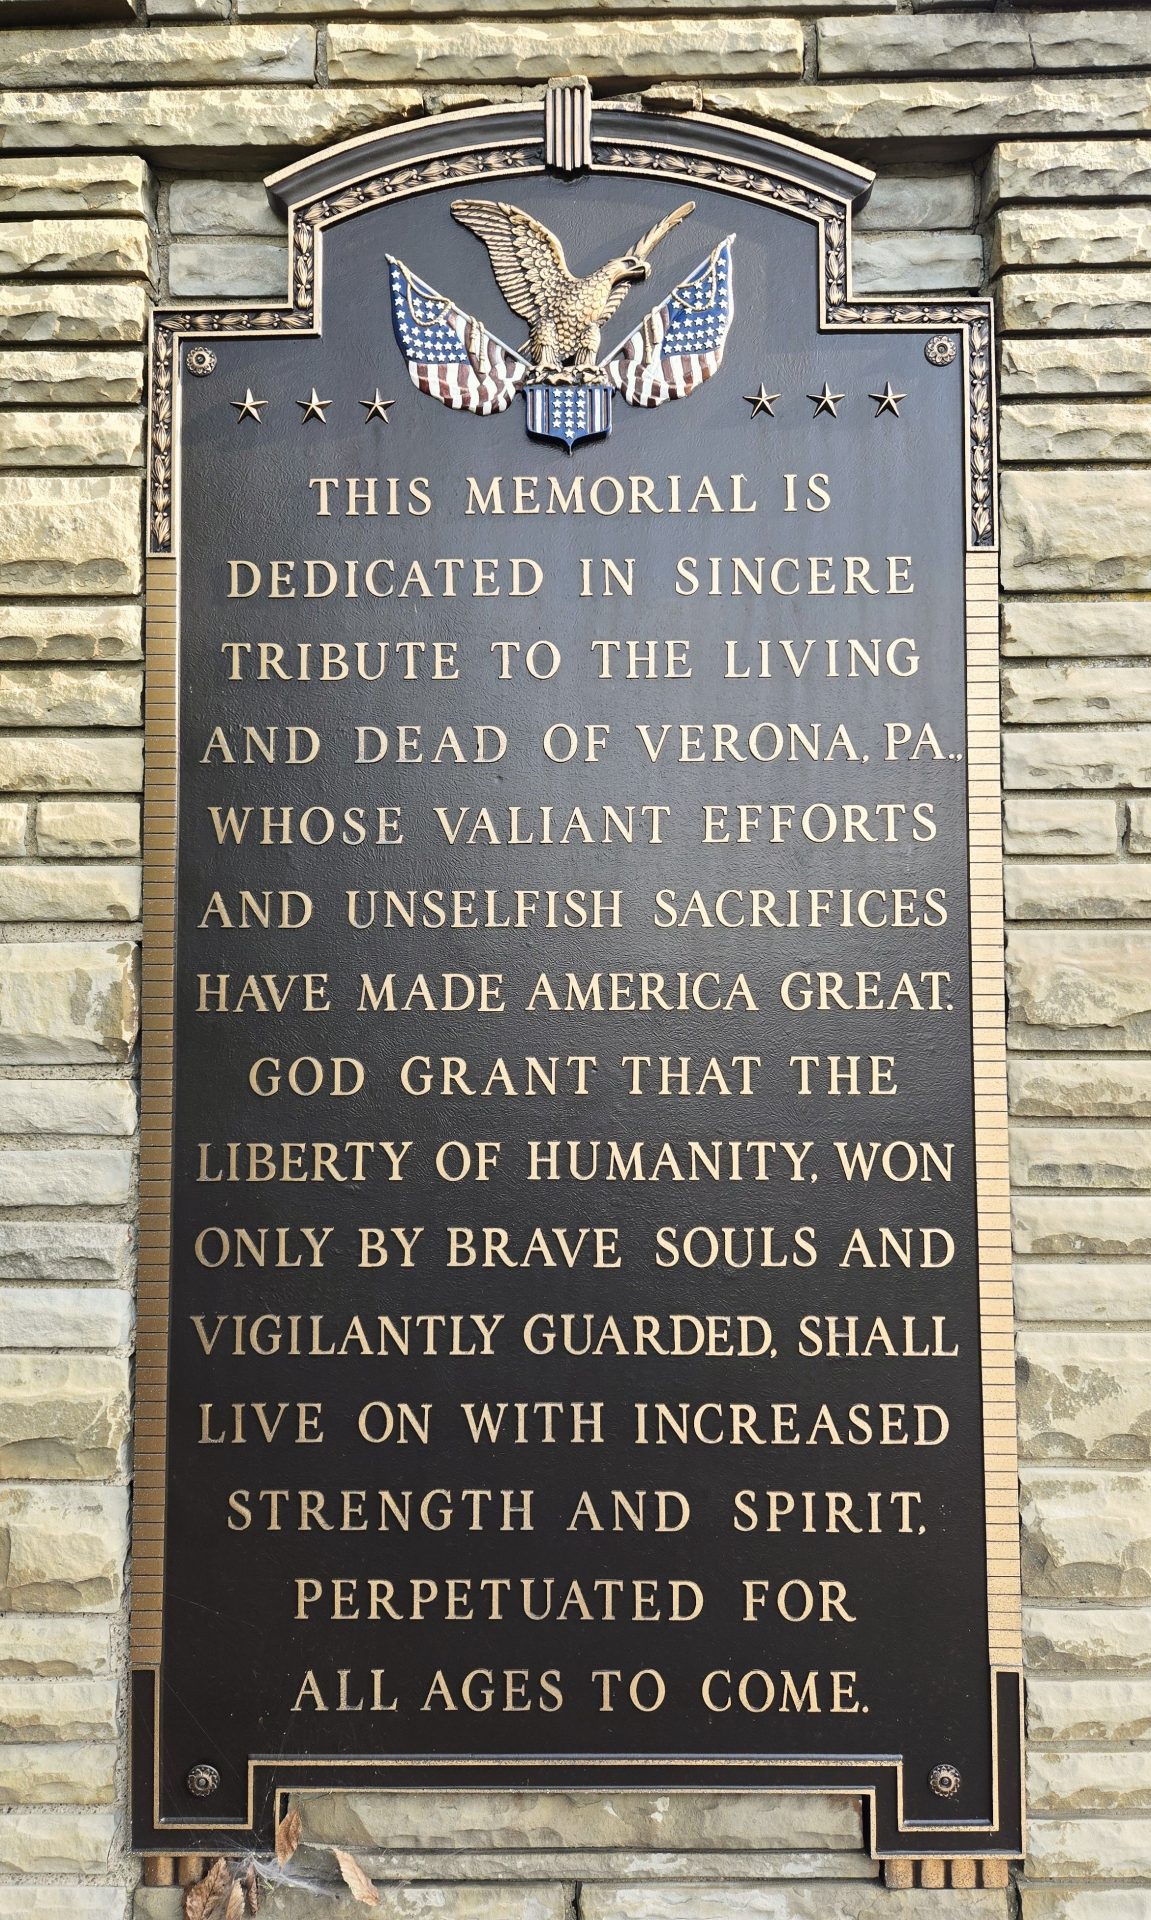 THIS MEMORIAL IS
DEDICATED IN SINCERE
TRIBUTE TO THE LIVING
AND DEAD OF VERONA, PA.,
WHOSE VALIANT EFFORTS
AND UNSELFISH SACRIFICES
HAVE MADE AMERICA GREAT.
GOD GRANT THAT THE
LIBERTY OF HUMANITY, WON
ONLY BY BRAVE SOULS AND
VIGILANTLY GUARDED, SHALL
LIVE ON WITH INCREASED
STRENGTH AND SPIRIT,
PERPETUATED FOR
ALL AGES TO COME.